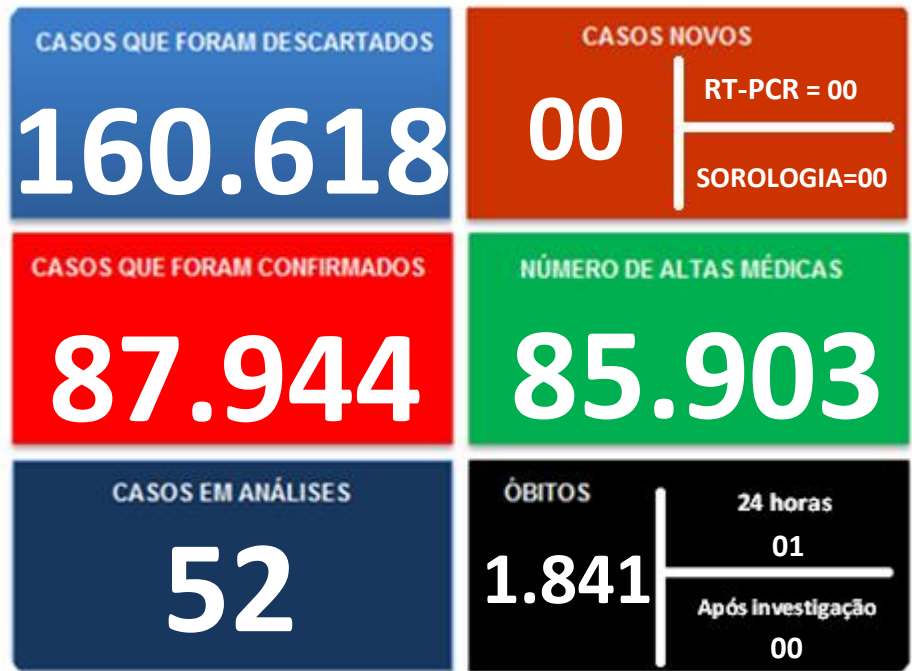 CASOS QUE FORAM DESCARTADOS
160.618
CASOS NOVOS
00
RT-PCR = 00
SOROLOGIA=00
CASOS QUE FORAM CONFIRMADOS
87.944
NÚMERO DE ALTAS MÉDICAS
85.903
CASOS EM ANÁLISES
52
ÓBITOS
1.841
24 horas
01
Após investigação
00